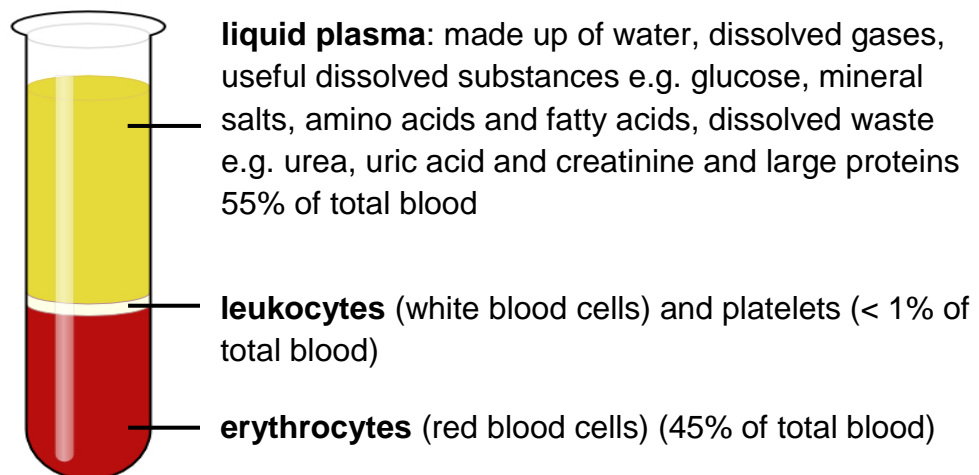 liquid plasma: made up of water, dissolved gases,
useful dissolved substances e.g. glucose, mineral
salts, amino acids and fatty acids, dissolved waste
e.g. urea, uric acid and creatinine and large proteins
55% of total blood
leukocytes (white blood cells) and platelets (< 1% of
total blood)
erythrocytes (red blood cells) (45% of total blood)